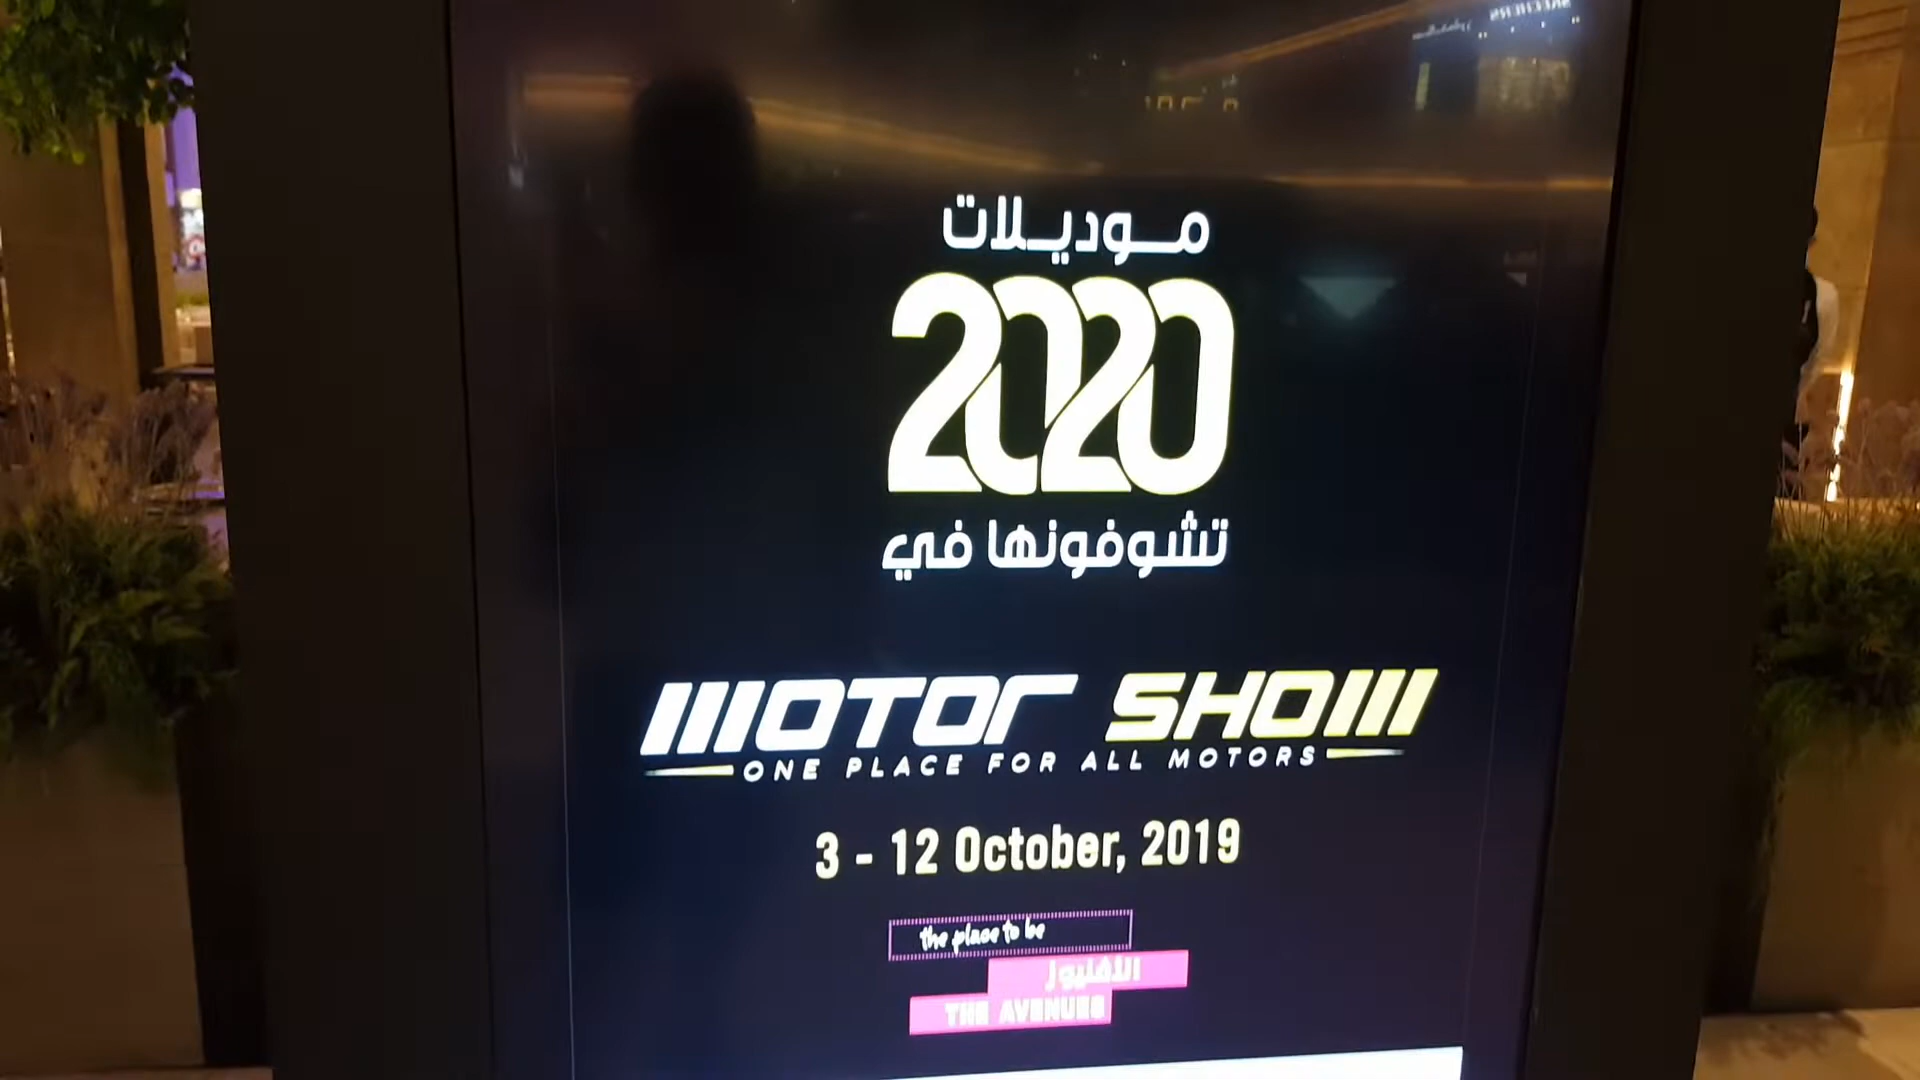 موديلات
2020
تشوفونها في
MOTOR SHOW
ONE PLACE FOR ALL MOTORS
3 - 12 October, 2019
the place to be
الأفنيوز
THE AVENUES